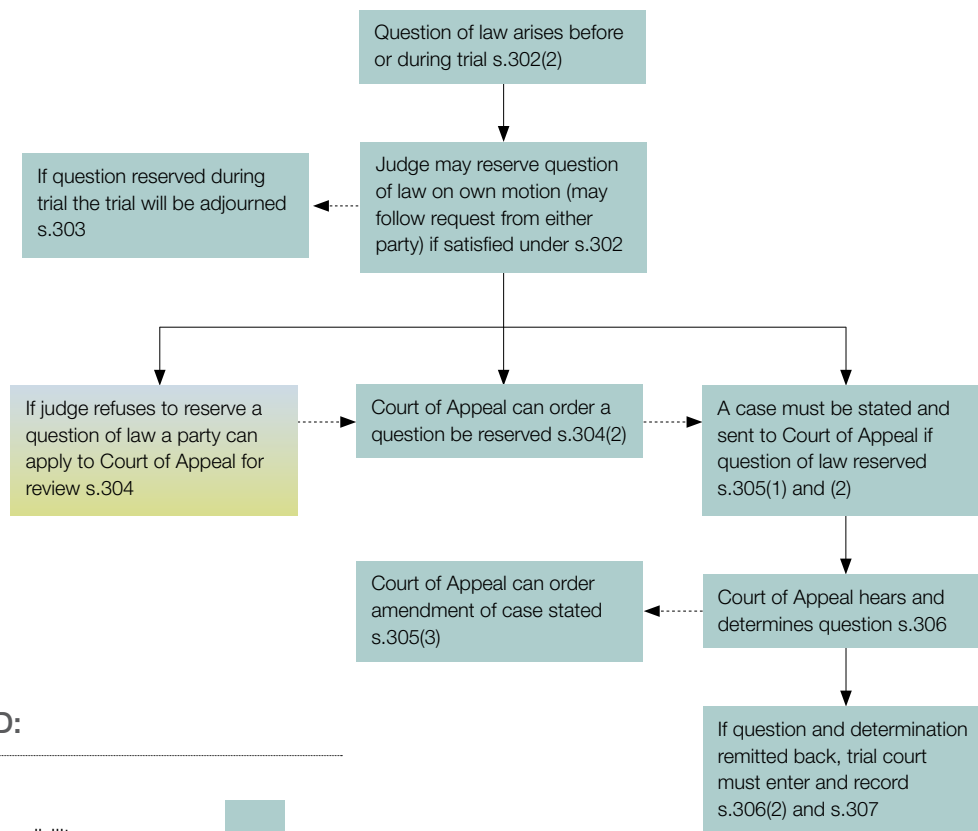 Question of law arises before
or during trial s.302(2)
If question reserved during
trial the trial will be adjourned
s.303
Judge may reserve question
of law on own motion (may
follow request from either
party) if satisfied under s.302
If judge refuses to reserve a
question of law a party can
apply to Court of Appeal for
review s.304
Court of Appeal can order a
question be reserved s.304(2)
A case must be stated and
sent to Court of Appeal if
question of law reserved
s.305(1) and (2)
Court of Appeal can order
amendment of case stated
s.305(3)
Court of Appeal hears and
determines question s.306
If question and determination
remitted back, trial court
must enter and record
s.306(2) and s.307
D: